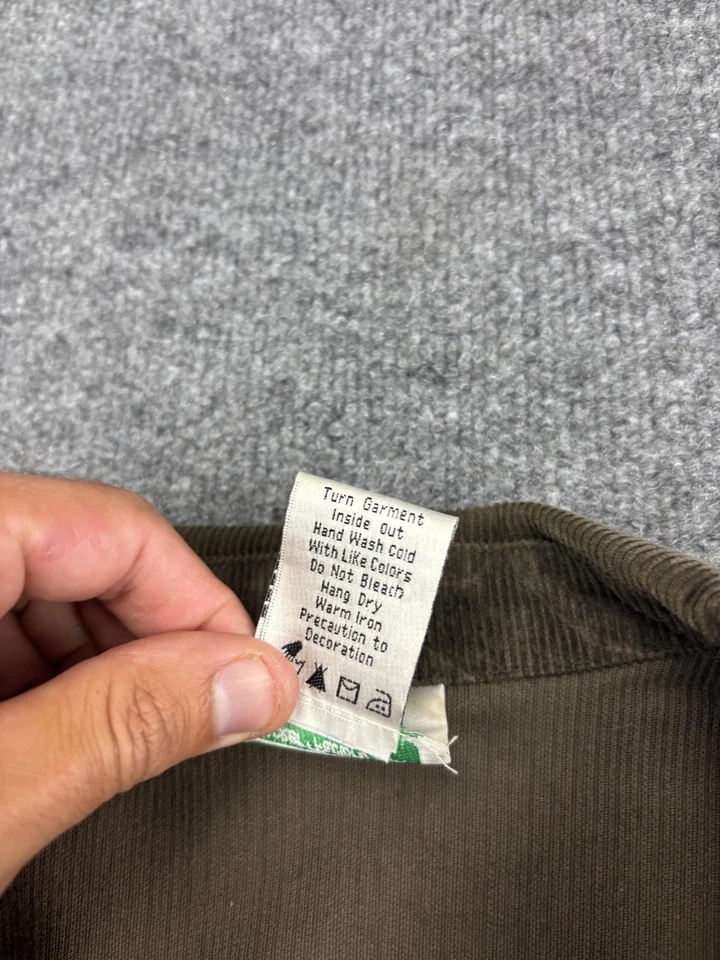 Turn Garment
Inside Out
Hand Wash Cold
With Like Colors
Do Not Bleach
Hang Dry
Warm Iron
Precaution to
Decoration